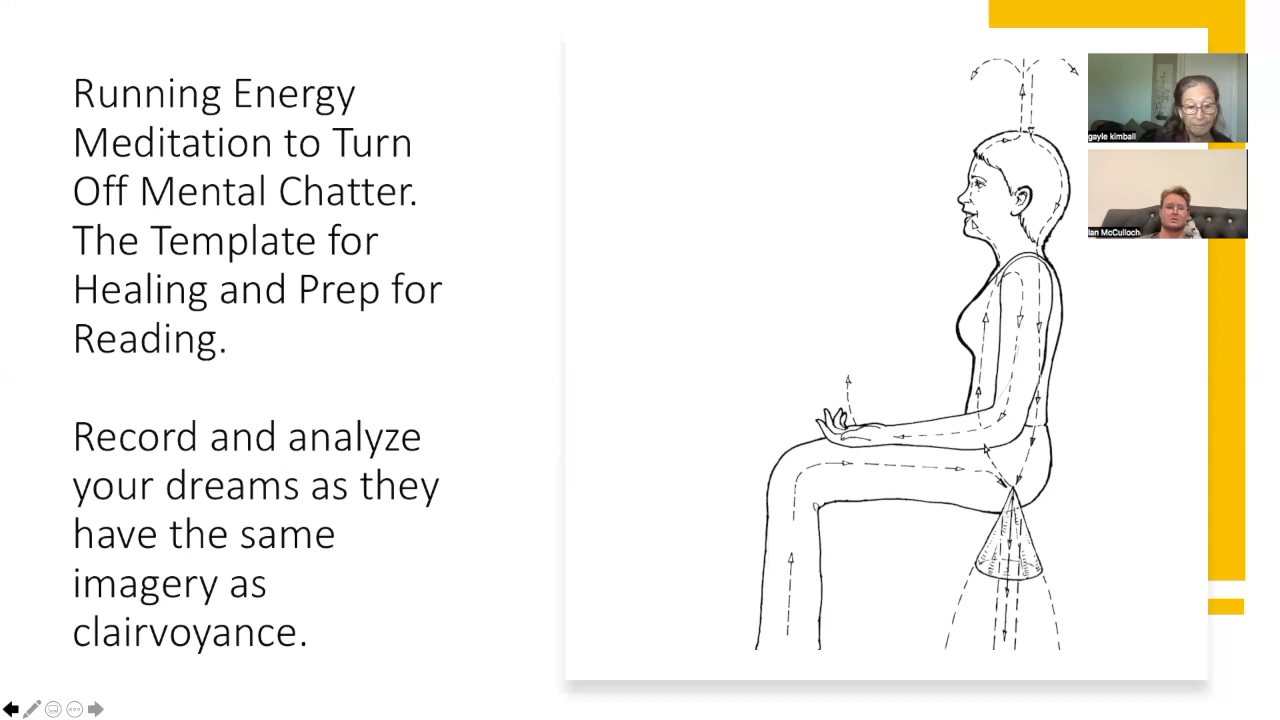 Running Energy
Meditation to Turn
Off Mental Chatter.
The Template for
Healing and Prep for
Reading.
Record and analyze
your dreams as they
have the same
imagery as
clairvoyance.
gayle kimball
Ian McCulloch